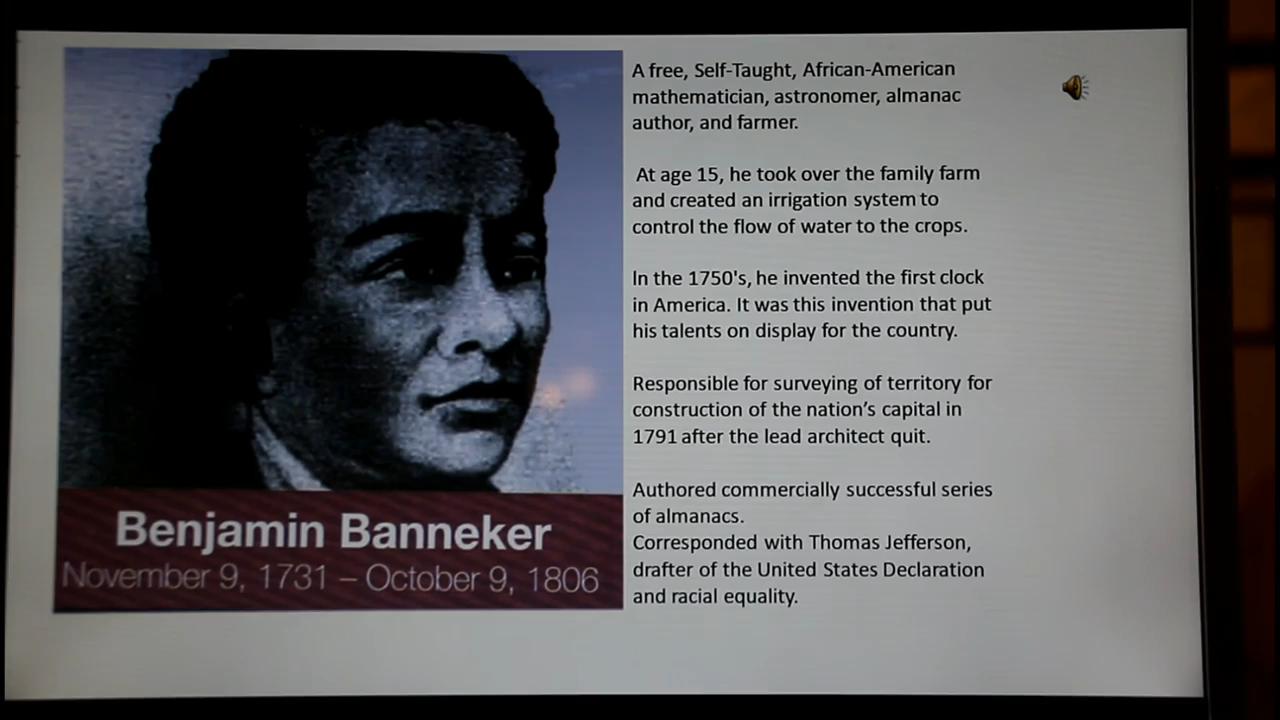 A free, Self-Taught, African-American
mathematician, astronomer, almanac
author, and farmer.
At age 15, he took over the family farm
and created an irrigation system to
control the flow of water to the crops.
In the 1750's, he invented the first clock
in America. It was this invention that put
his talents on display for the country.
Responsible for surveying of territory for
construction of the nation's capital in
1791 after the lead architect quit.
Authored commercially successful series
of almanacs.
Corresponded with Thomas Jefferson,
drafter of the United States Declaration
and racial equality.
Benjamin Banneker
November 9, 1731 – October 9, 1806